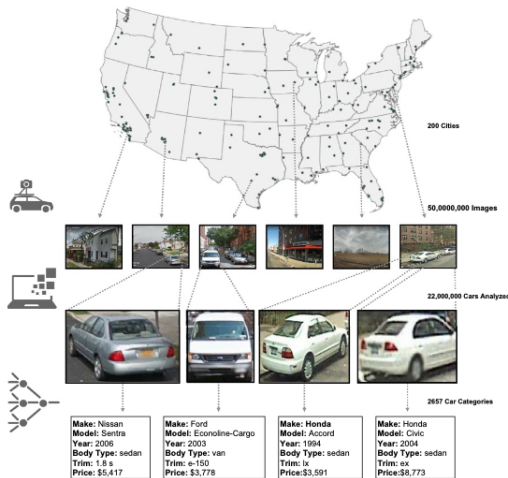 200 Cities
50,0000,000 Images
22,000,000 Cars Analyzed
2657 Car Categories
Make: Nissan
Model: Sentra
Year: 2006
Body Type: sedan
Trim: 1.8 s
Price: $5,417
Make: Ford
Model: Econoline-Cargo
Year: 2003
Body Type: van
Trim: e-150
Price: $3,778
Make: Honda
Model: Accord
Year: 1994
Body Type: sedan
Trim: lx
Price: $3,591
Make: Honda
Model: Civic
Year: 2004
Body Type: sedan
Trim: ex
Price:$8,773